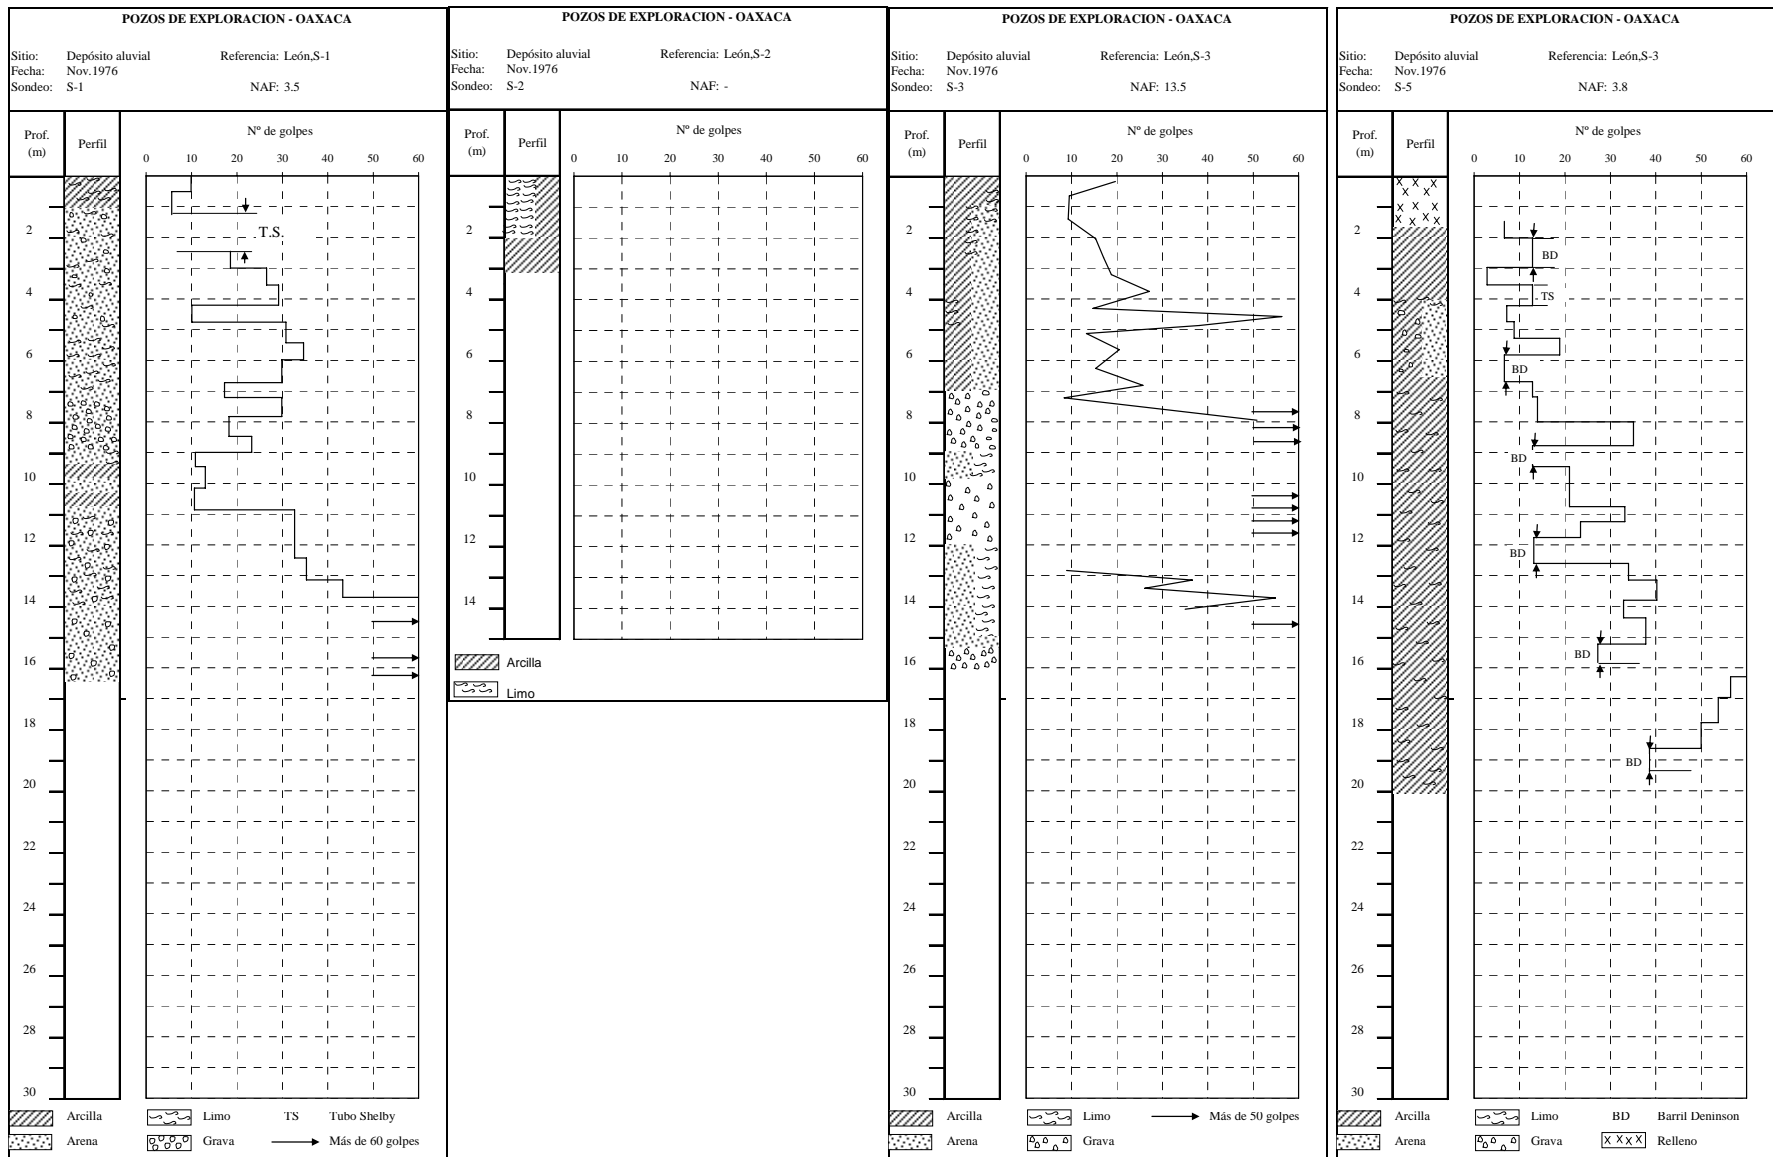 POZOS DE EXPLORACION - OAXACA
Sitio: Depósito aluvial Referencia: León,S-1
Fecha: Nov.1976
Sondeo: S-1 NAF: 3.5
Prof. (m) Perfil Nº de golpes
0 10 20 30 40 50 60
T.S.
2
4
6
8
10
12
14
16
18
20
22
24
26
28
30
Arcilla Limo TS Tubo Shelby
Arena Grava Más de 60 golpes
POZOS DE EXPLORACION - OAXACA
Sitio: Depósito aluvial Referencia: León,S-2
Fecha: Nov.1976
Sondeo: S-2 NAF: -
Prof. (m) Perfil Nº de golpes
0 10 20 30 40 50 60
2
4
6
8
10
12
14
Arcilla
Limo
POZOS DE EXPLORACION - OAXACA
Sitio: Depósito aluvial Referencia: León,S-3
Fecha: Nov.1976
Sondeo: S-3 NAF: 13.5
Prof. (m) Perfil Nº de golpes
0 10 20 30 40 50 60
2
4
6
8
10
12
14
16
18
20
22
24
26
28
30
Arcilla Limo Más de 50 golpes
Arena Grava
POZOS DE EXPLORACION - OAXACA
Sitio: Depósito aluvial Referencia: León,S-3
Fecha: Nov.1976
Sondeo: S-5 NAF: 3.8
Prof. (m) Perfil Nº de golpes
0 10 20 30 40 50 60
2
BD
4 TS
6
BD
8
BD
10
12
BD
14
BD
16
18
BD
20
22
24
26
28
30
Arcilla Limo BD Barril Deninson
Arena Grava Relleno